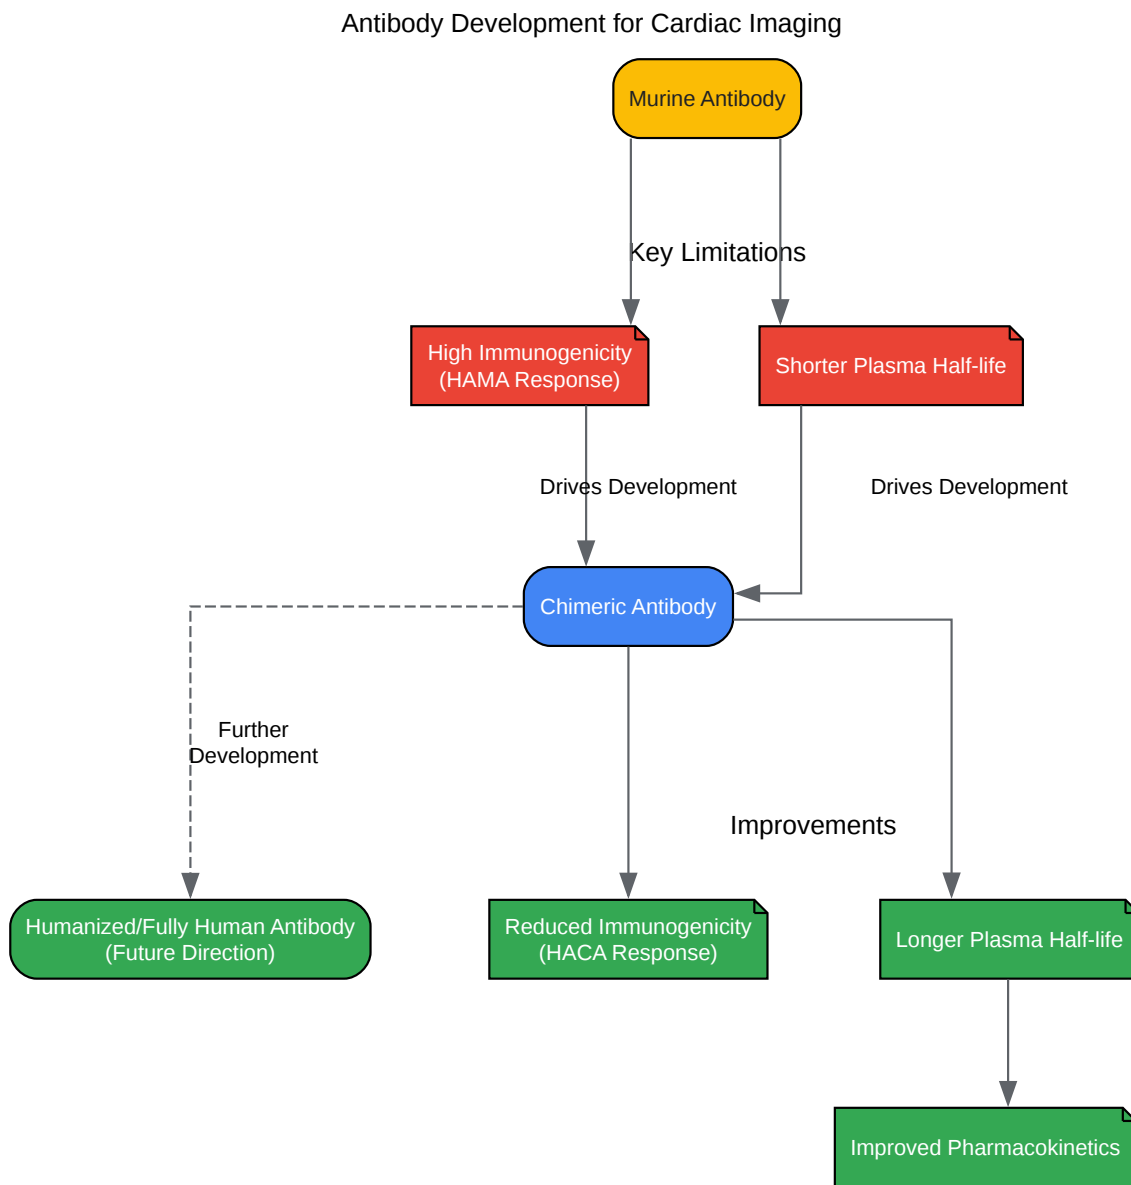 Antibody Development for Cardiac Imaging
Murine Antibody
Key Limitations
High Immunogenicity
(HAMA Response)
Shorter Plasma Half-life
Drives Development
Drives Development
Chimeric Antibody
Further
Development
Improvements
Humanized/Fully Human Antibody
(Future Direction)
Reduced Immunogenicity
(HACA Response)
Longer Plasma Half-life
Improved Pharmacokinetics